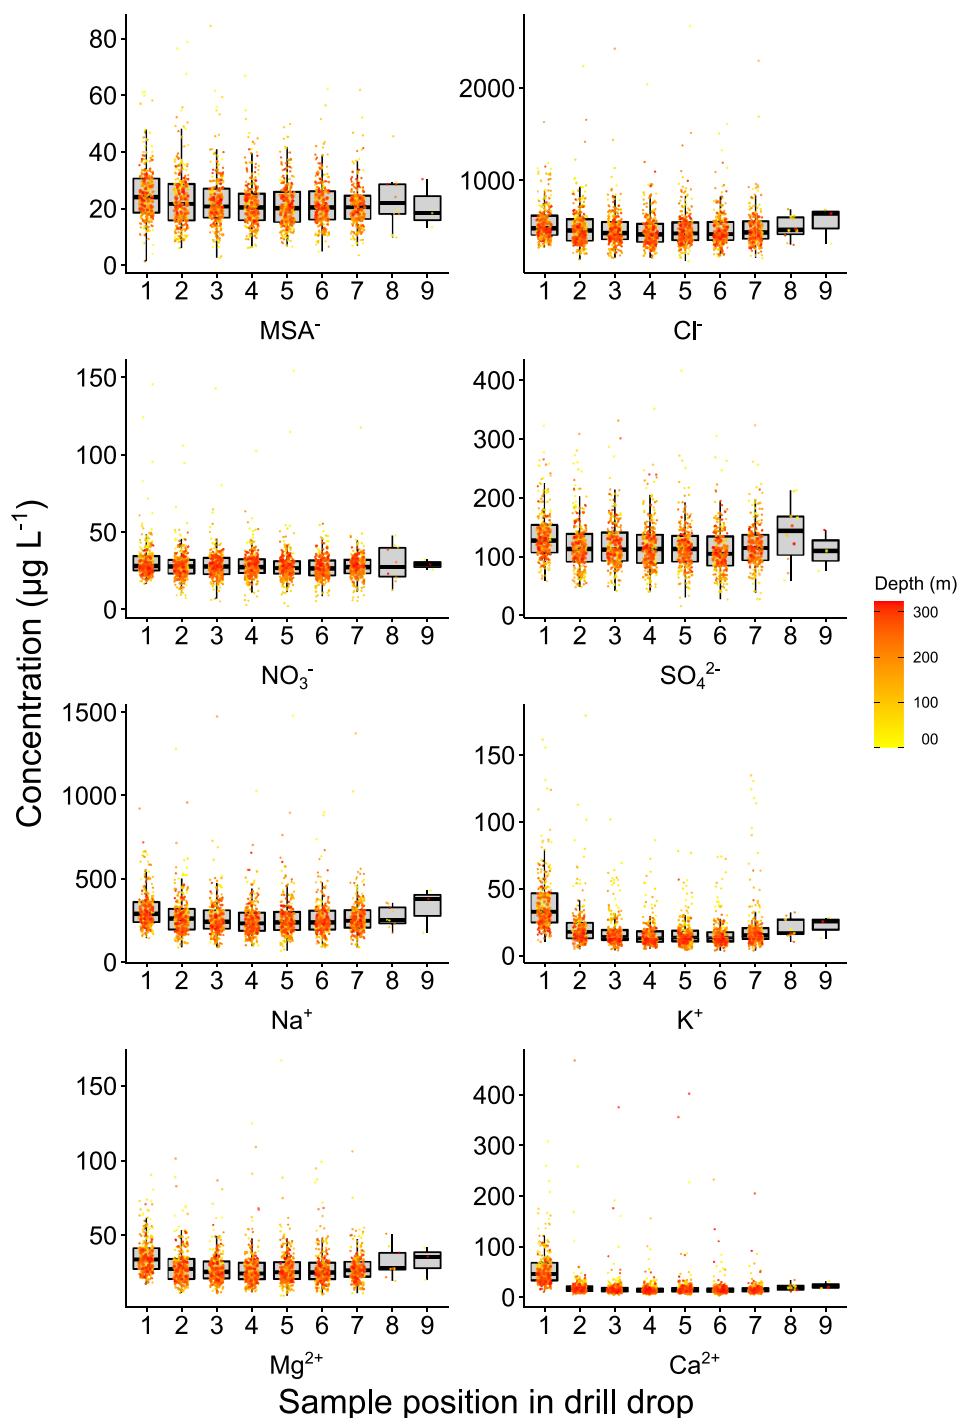 Concentration (µg L⁻¹)
80
60
40
20
0
1 2 3 4 5 6 7 8 9
MSA⁻
2000
1000
1 2 3 4 5 6 7 8 9
Cl⁻
150
100
50
0
1 2 3 4 5 6 7 8 9
NO₃⁻
400
300
200
100
0
1 2 3 4 5 6 7 8 9
SO₄²⁻
Depth (m)
300
200
100
00
1500
1000
500
0
1 2 3 4 5 6 7 8 9
Na⁺
150
100
50
0
1 2 3 4 5 6 7 8 9
K⁺
150
100
50
1 2 3 4 5 6 7 8 9
Mg²⁺
400
300
200
100
0
1 2 3 4 5 6 7 8 9
Ca²⁺
Sample position in drill drop